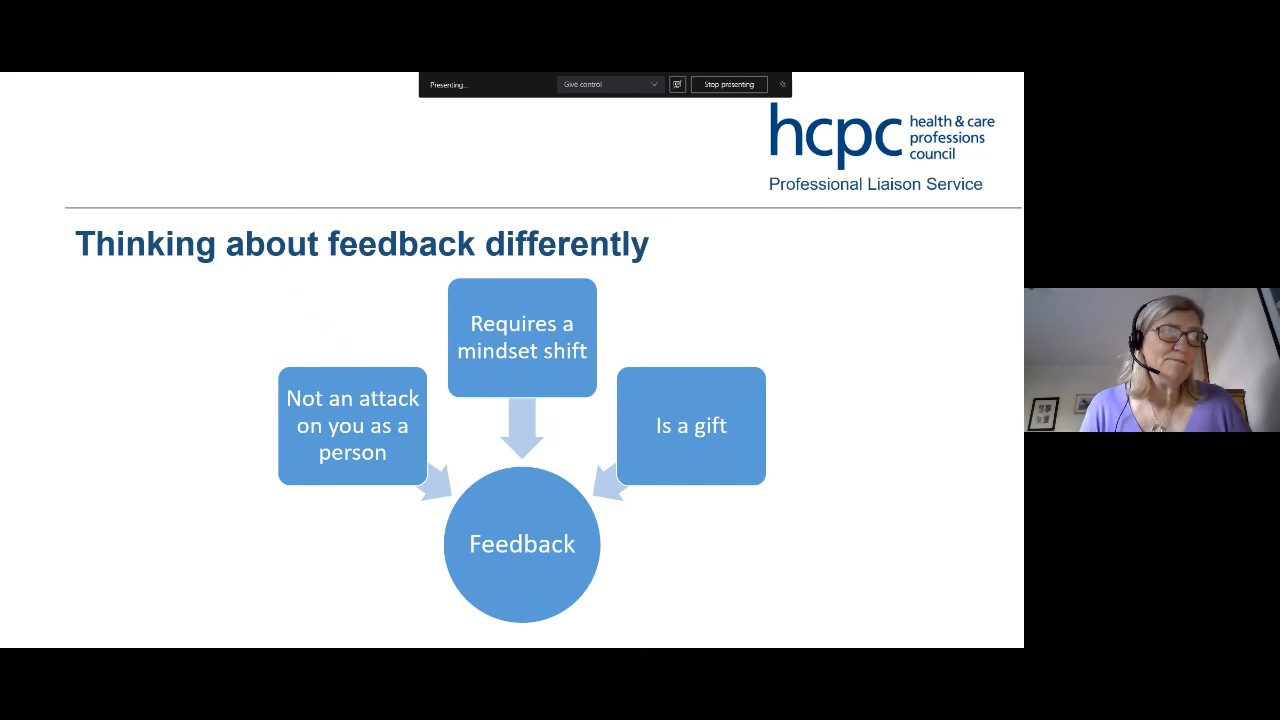 Presenting...
Give control
Stop presenting
hcpc
health & care
professions
council
Professional Liaison Service
Thinking about feedback differently
Requires a
mindset shift
Not an attack
on you as a
person
Is a gift
Feedback